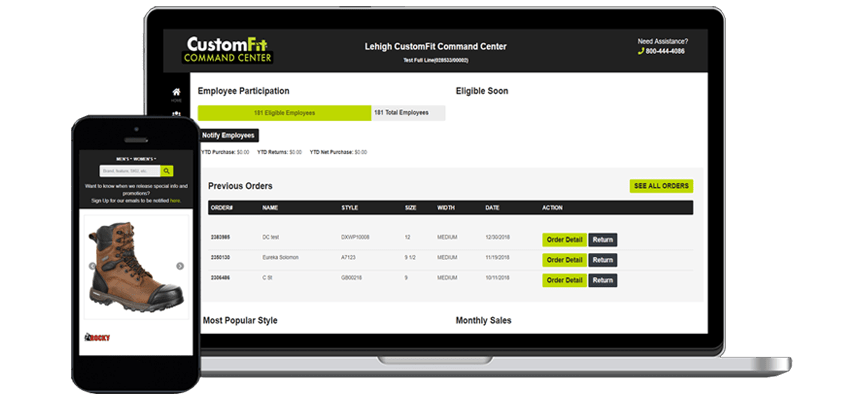 CustomFit
COMMAND CENTER
Lehigh CustomFit Command Center
Test Full Line(029533/00002)
Need Assistance?
800-444-4086
HOME
Employee Participation
Eligible Soon
181 Eligible Employees
181 Total Employees
Notify Employees
YTD Purchase: $0.00 YTD Returns: $0.00 YTD Net Purchase: $0.00
Previous Orders
SEE ALL ORDERS
ORDER# NAME STYLE SIZE WIDTH DATE ACTION
2383985 DC test DXWP10008 12 MEDIUM 12/30/2018 Order Detail Return
2350130 Eureka Solomon A7123 9 1/2 MEDIUM 11/19/2018 Order Detail Return
2306486 C St GB00218 9 MEDIUM 10/11/2018 Order Detail Return
Most Popular Style
Monthly Sales
MEN'S WOMEN'S
Brand, feature, SKU, etc.
Want to know when we release special info and
promotions?
Sign Up for our emails to be notified here.
ROCKY